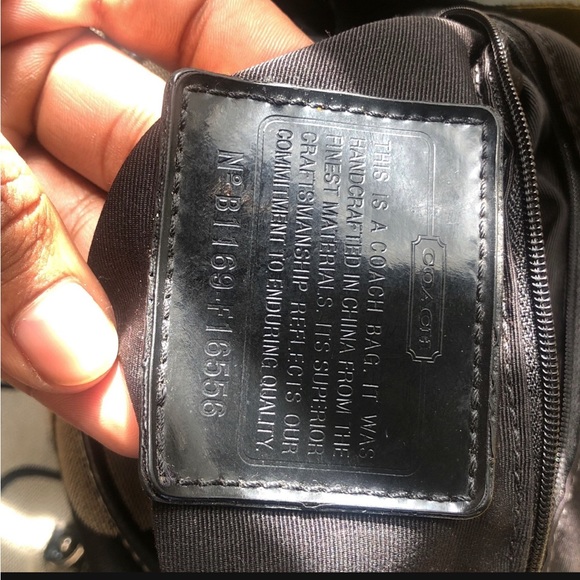 COACH
THIS IS A COACH BAG. IT WAS
HANDCRAFTED IN CHINA FROM THE
FINEST MATERIALS. ITS SUPERIOR
CRAFTSMANSHIP REFLECTS OUR
COMMITMENT TO ENDURING QUALITY.
Nº B1169-F16556